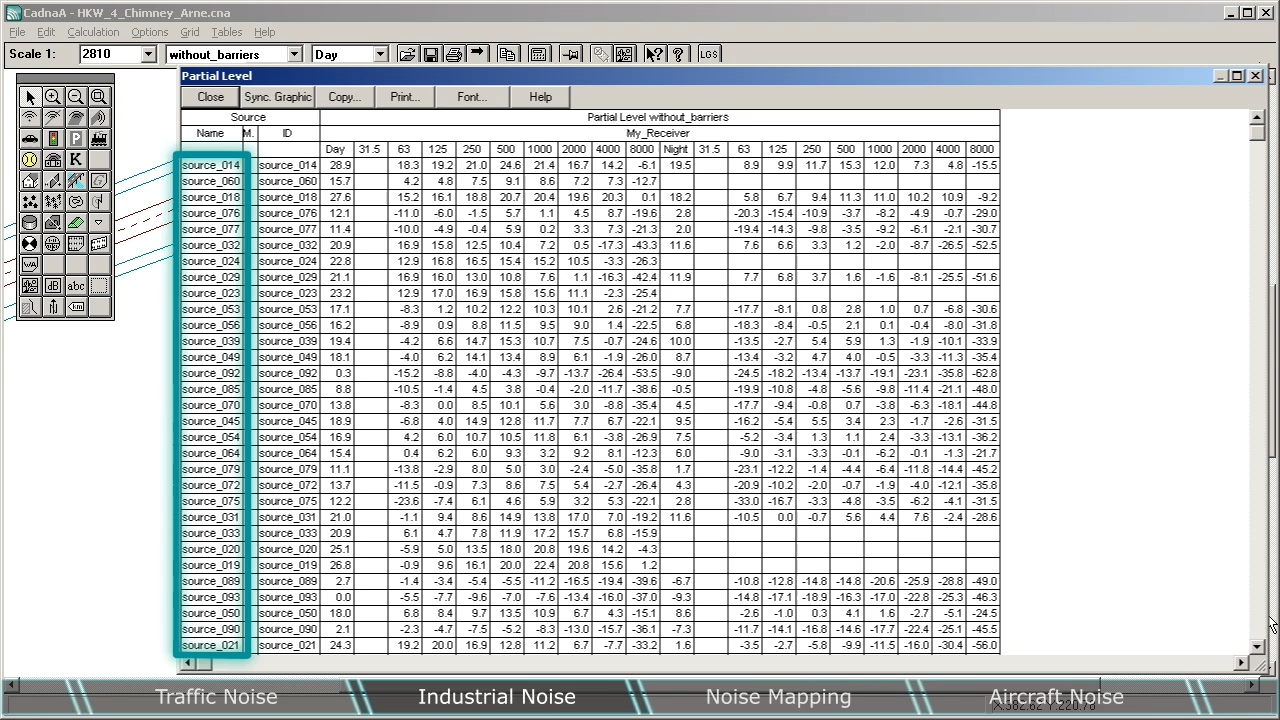 CadnaA - HKW_4_Chimney_Arne.cna
File Edit Calculation Options Grid Tables Help
Scale 1: 2810 without_barriers Day LGS
Partial Level
Close Sync. Graphic Copy... Print... Font... Help
Source Partial Level without_barriers
Name M. ID My_Receiver
Day 31.5 63 125 250 500 1000 2000 4000 8000 Night 31.5 63 125 250 500 1000 2000 4000 8000
source_014 source_014 28.9 18.3 19.2 21.0 24.6 21.4 16.7 14.2 -6.1 19.5 8.9 9.9 11.7 15.3 12.0 7.3 4.8 -15.5
source_060 source_060 15.7 4.2 4.8 7.5 9.1 8.6 7.2 7.3 -12.7
source_018 source_018 27.6 15.2 16.1 18.8 20.7 20.4 19.6 20.3 0.1 18.2 5.8 6.7 9.4 11.3 11.0 10.2 10.9 -9.2
source_076 source_076 12.1 -11.0 -6.0 -1.5 5.7 1.1 4.5 8.7 -19.6 2.8 -20.3 -15.4 -10.9 -3.7 -8.2 -4.9 -0.7 -29.0
source_077 source_077 11.4 -10.0 -4.9 -0.4 5.9 0.2 3.3 7.3 -21.3 2.0 -19.4 -14.3 -9.8 -3.5 -9.2 -6.1 -2.1 -30.7
source_032 source_032 20.9 16.9 15.8 12.5 10.4 7.2 0.5 -17.3 -43.3 11.6 7.6 6.6 3.3 1.2 -2.0 -8.7 -26.5 -52.5
source_024 source_024 22.8 12.9 16.8 16.5 15.4 15.2 10.5 -3.3 -26.3
source_029 source_029 21.1 16.9 16.0 13.0 10.8 7.6 1.1 -16.3 -42.4 11.9 7.7 6.8 3.7 1.6 -1.6 -8.1 -25.5 -51.6
source_023 source_023 23.2 12.9 17.0 16.9 15.8 15.6 11.1 -2.3 -25.4
source_053 source_053 17.1 -8.3 1.2 10.2 12.2 10.3 10.1 2.6 -21.2 7.7 -17.7 -8.1 0.8 2.8 1.0 0.7 -6.8 -30.6
source_056 source_056 16.2 -8.9 0.9 8.8 11.5 9.5 9.0 1.4 -22.5 6.8 -18.3 -8.4 -0.5 2.1 0.1 -0.4 -8.0 -31.8
source_039 source_039 19.4 -4.2 6.6 14.7 15.3 10.7 7.5 -0.7 -24.6 10.0 -13.5 -2.7 5.4 5.9 1.3 -1.9 -10.1 -33.9
source_049 source_049 18.1 -4.0 6.2 14.1 13.4 8.9 6.1 -1.9 -26.0 8.7 -13.4 -3.2 4.7 4.0 -0.5 -3.3 -11.3 -35.4
source_092 source_092 0.3 -15.2 -8.8 -4.0 -4.3 -9.7 -13.7 -26.4 -53.5 -9.0 -24.5 -18.2 -13.4 -13.7 -19.1 -23.1 -35.8 -62.8
source_085 source_085 8.8 -10.5 -1.4 4.5 3.8 -0.4 -2.0 -11.7 -38.6 -0.5 -19.9 -10.8 -4.8 -5.6 -9.8 -11.4 -21.1 -48.0
source_070 source_070 13.8 -8.3 0.0 8.5 10.1 5.6 3.0 -8.8 -35.4 4.5 -17.7 -9.4 -0.8 0.7 -3.8 -6.3 -18.1 -44.8
source_045 source_045 18.9 -6.8 4.0 14.9 12.8 11.7 7.7 6.7 -22.1 9.5 -16.2 -5.4 5.5 3.4 2.3 -1.7 -2.6 -31.5
source_054 source_054 16.9 4.2 6.0 10.7 10.5 11.8 6.1 -3.8 -26.9 7.5 -5.2 -3.4 1.3 1.1 2.4 -3.3 -13.1 -36.2
source_064 source_064 15.4 0.4 6.2 6.0 9.3 3.2 9.2 8.1 -12.3 6.0 -9.0 -3.1 -3.3 -0.1 -6.2 -0.1 -1.3 -21.7
source_079 source_079 11.1 -13.8 -2.9 8.0 5.0 3.0 -2.4 -5.0 -35.8 1.7 -23.1 -12.2 -1.4 -4.4 -6.4 -11.8 -14.4 -45.2
source_072 source_072 13.7 -11.5 -0.9 7.3 8.6 7.5 5.4 -2.7 -26.4 4.3 -20.9 -10.2 -2.0 -0.7 -1.9 -4.0 -12.1 -35.8
source_075 source_075 12.2 -23.6 -7.4 6.1 4.6 5.9 3.2 5.3 -22.1 2.8 -33.0 -16.7 -3.3 -4.8 -3.5 -6.2 -4.1 -31.5
source_031 source_031 21.0 -1.1 9.4 8.6 14.9 13.8 17.0 7.0 -19.2 11.6 -10.5 0.0 -0.7 5.6 4.4 7.6 -2.4 -28.6
source_033 source_033 20.9 6.1 4.7 7.8 11.9 17.2 15.7 6.8 -15.9
source_020 source_020 25.1 -5.9 5.0 13.5 18.0 20.8 19.6 14.2 -4.3
source_019 source_019 26.8 -0.9 9.6 16.1 20.0 22.4 20.8 15.6 1.2
source_089 source_089 2.7 -1.4 -3.4 -5.4 -5.5 -11.2 -16.5 -19.4 -39.6 -6.7 -10.8 -12.8 -14.8 -14.8 -20.6 -25.9 -28.8 -49.0
source_093 source_093 0.0 -5.5 -7.7 -9.6 -7.0 -7.6 -13.4 -16.0 -37.0 -9.3 -14.8 -17.1 -18.9 -16.3 -17.0 -22.8 -25.3 -46.3
source_050 source_050 18.0 6.8 8.4 9.7 13.5 10.9 6.7 4.3 -15.1 8.6 -2.6 -1.0 0.3 4.1 1.6 -2.7 -5.1 -24.5
source_090 source_090 2.1 -2.3 -4.7 -7.5 -5.2 -8.3 -13.0 -15.7 -36.1 -7.3 -11.7 -14.1 -16.8 -14.6 -17.7 -22.4 -25.1 -45.5
source_021 source_021 24.3 19.2 20.0 16.9 12.8 11.2 6.7 -7.7 -33.2 1.6 -3.5 -2.7 -5.8 -9.9 -11.5 -16.0 -30.4 -56.0
Traffic Noise Industrial Noise Noise Mapping Aircraft Noise